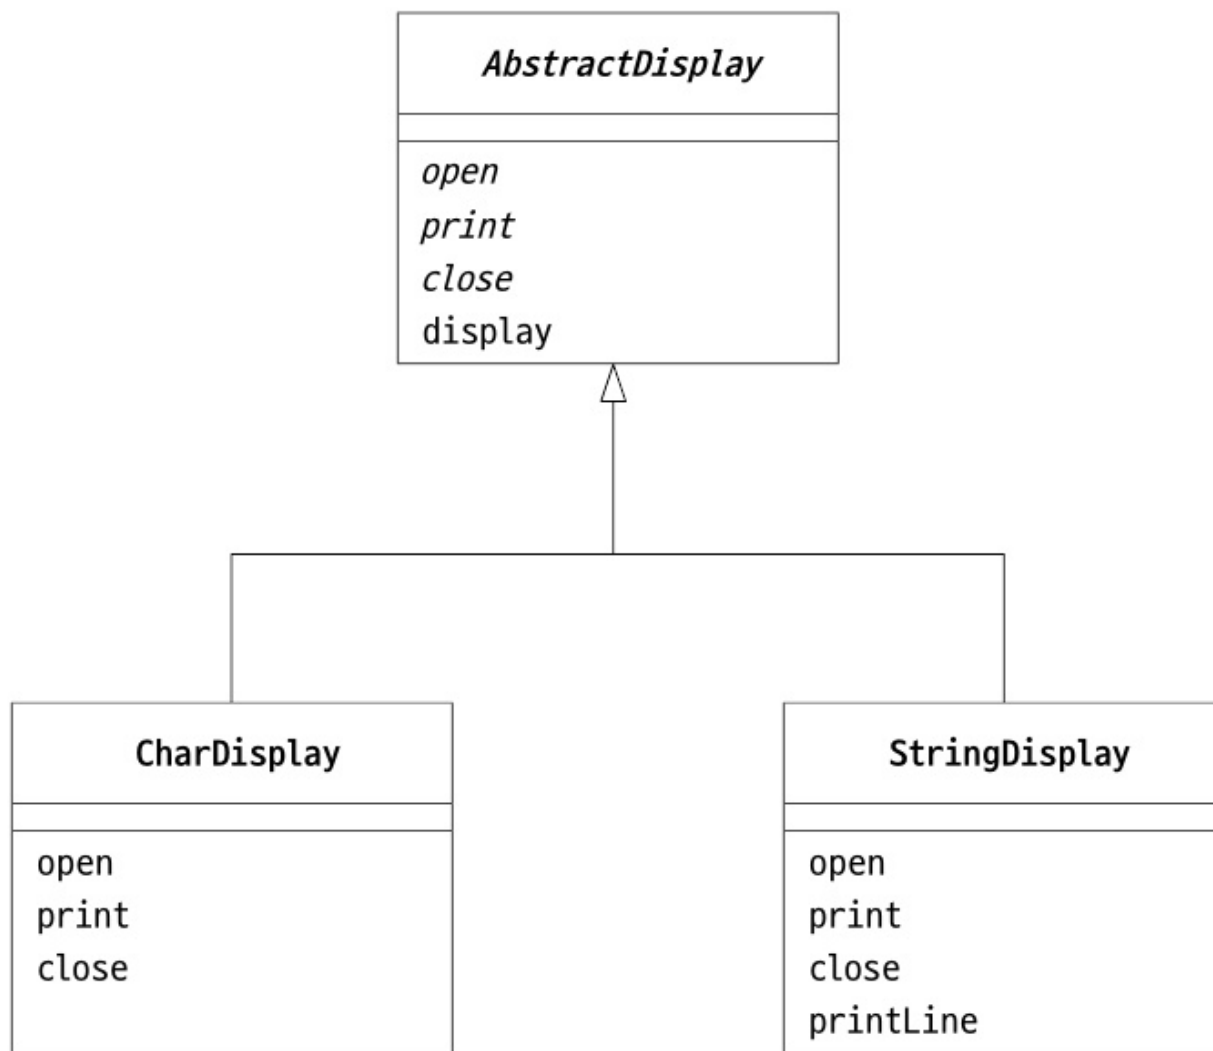 AbstractDisplay
open
print
close
display
CharDisplay
open
print
close
StringDisplay
open
print
close
printLine